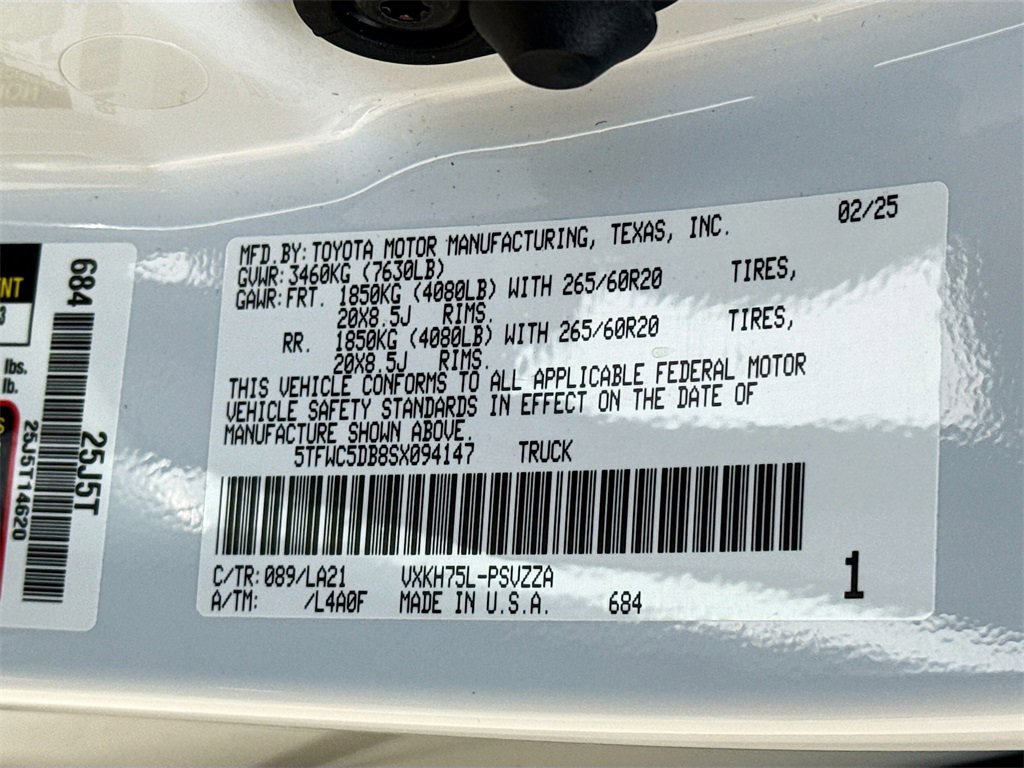 MFD.BY: TOYOTA MOTOR MANUFACTURING, TEXAS, INC. 02/25
GVWR: 3460KG (7630LB)
GAWR: FRT. 1850KG (4080LB) WITH 265/60R20 TIRES,
20X8.5J RIMS.
RR. 1850KG (4080LB) WITH 265/60R20 TIRES,
20X8.5J RIMS.
THIS VEHICLE CONFORMS TO ALL APPLICABLE FEDERAL MOTOR
VEHICLE SAFETY STANDARDS IN EFFECT ON THE DATE OF
MANUFACTURE SHOWN ABOVE.
5TFWC5DB8SX094147 TRUCK
C/TR: 089/LA21 VXKH75L-PSVZZA
A/TM: /L4A0F MADE IN U.S.A. 684
1
684
25J5T
25J5T14620
lbs.
lb.